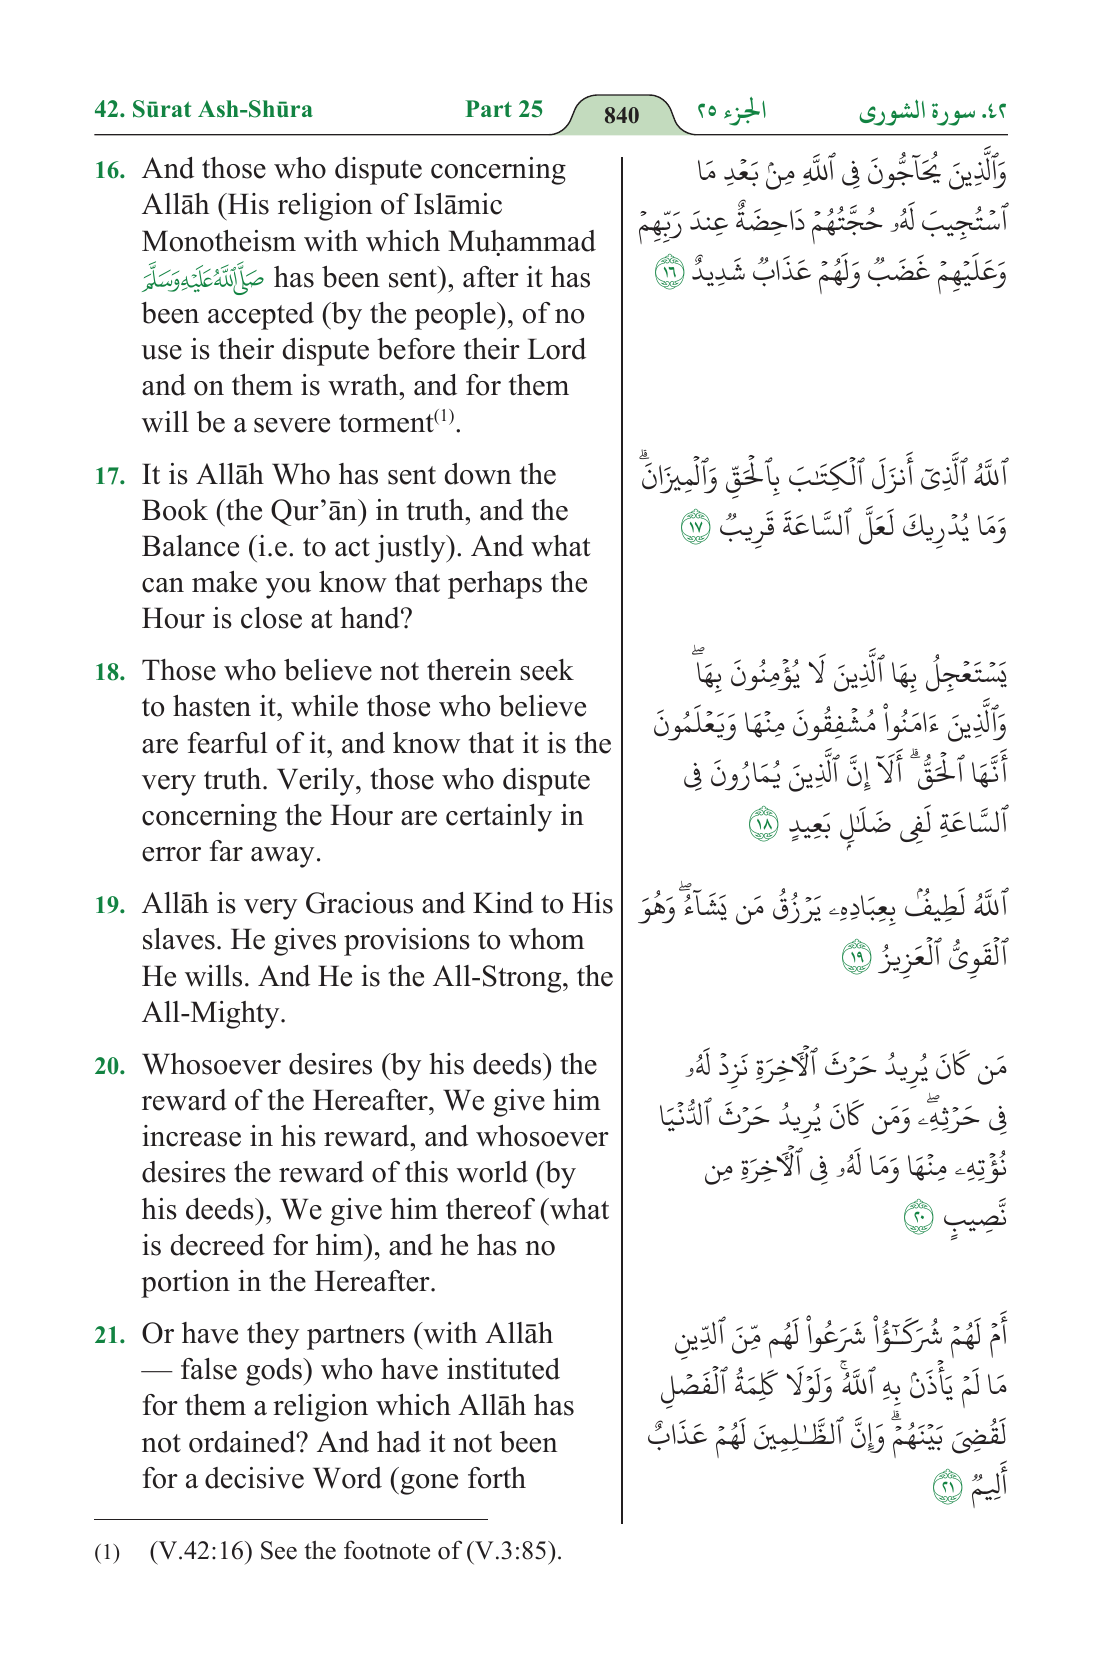 42. Sūrat Ash-Shūra Part 25 840 الجزء ٢٥ ٤٢. سورة الشورى
16. And those who dispute concerning
Allāh (His religion of Islāmic
Monotheism with which Muḥammad
صَلَّى ٱللَّهُ عَلَيْهِ وَسَلَّمَ has been sent), after it has
been accepted (by the people), of no
use is their dispute before their Lord
and on them is wrath, and for them
will be a severe torment(1).
وَٱلَّذِينَ يُحَآجُّونَ فِى ٱللَّهِ مِنۢ بَعْدِ مَا
ٱسْتُجِيبَ لَهُۥ حُجَّتُهُمْ دَاحِضَةٌ عِندَ رَبِّهِمْ
وَعَلَيْهِمْ غَضَبٌ وَلَهُمْ عَذَابٌ شَدِيدٌ ١٦
17. It is Allāh Who has sent down the
Book (the Qur’ān) in truth, and the
Balance (i.e. to act justly). And what
can make you know that perhaps the
Hour is close at hand?
ٱللَّهُ ٱلَّذِىٓ أَنزَلَ ٱلْكِتَـٰبَ بِٱلْحَقِّ وَٱلْمِيزَانَ ۗ
وَمَا يُدْرِيكَ لَعَلَّ ٱلسَّاعَةَ قَرِيبٌ ١٧
18. Those who believe not therein seek
to hasten it, while those who believe
are fearful of it, and know that it is the
very truth. Verily, those who dispute
concerning the Hour are certainly in
error far away.
يَسْتَعْجِلُ بِهَا ٱلَّذِينَ لَا يُؤْمِنُونَ بِهَا ۖ
وَٱلَّذِينَ ءَامَنُوا۟ مُشْفِقُونَ مِنْهَا وَيَعْلَمُونَ
أَنَّهَا ٱلْحَقُّ ۗ أَلَآ إِنَّ ٱلَّذِينَ يُمَارُونَ فِى
ٱلسَّاعَةِ لَفِى ضَلَـٰلٍۭ بَعِيدٍ ١٨
19. Allāh is very Gracious and Kind to His
slaves. He gives provisions to whom
He wills. And He is the All-Strong, the
All-Mighty.
ٱللَّهُ لَطِيفٌۢ بِعِبَادِهِۦ يَرْزُقُ مَن يَشَآءُ ۖ وَهُوَ
ٱلْقَوِىُّ ٱلْعَزِيزُ ١٩
20. Whosoever desires (by his deeds) the
reward of the Hereafter, We give him
increase in his reward, and whosoever
desires the reward of this world (by
his deeds), We give him thereof (what
is decreed for him), and he has no
portion in the Hereafter.
مَن كَانَ يُرِيدُ حَرْثَ ٱلْـَٔاخِرَةِ نَزِدْ لَهُۥ
فِى حَرْثِهِۦ ۖ وَمَن كَانَ يُرِيدُ حَرْثَ ٱلدُّنْيَا
نُؤْتِهِۦ مِنْهَا وَمَا لَهُۥ فِى ٱلْـَٔاخِرَةِ مِن
نَّصِيبٍ ٢٠
21. Or have they partners (with Allāh
— false gods) who have instituted
for them a religion which Allāh has
not ordained? And had it not been
for a decisive Word (gone forth
أَمْ لَهُمْ شُرَكَـٰٓؤُا۟ شَرَعُوا۟ لَهُم مِّنَ ٱلدِّينِ
مَا لَمْ يَأْذَنۢ بِهِ ٱللَّهُ ۚ وَلَوْلَا كَلِمَةُ ٱلْفَصْلِ
لَقُضِىَ بَيْنَهُمْ ۗ وَإِنَّ ٱلظَّـٰلِمِينَ لَهُمْ عَذَابٌ
أَلِيمٌ ٢١
(1) (V.42:16) See the footnote of (V.3:85).